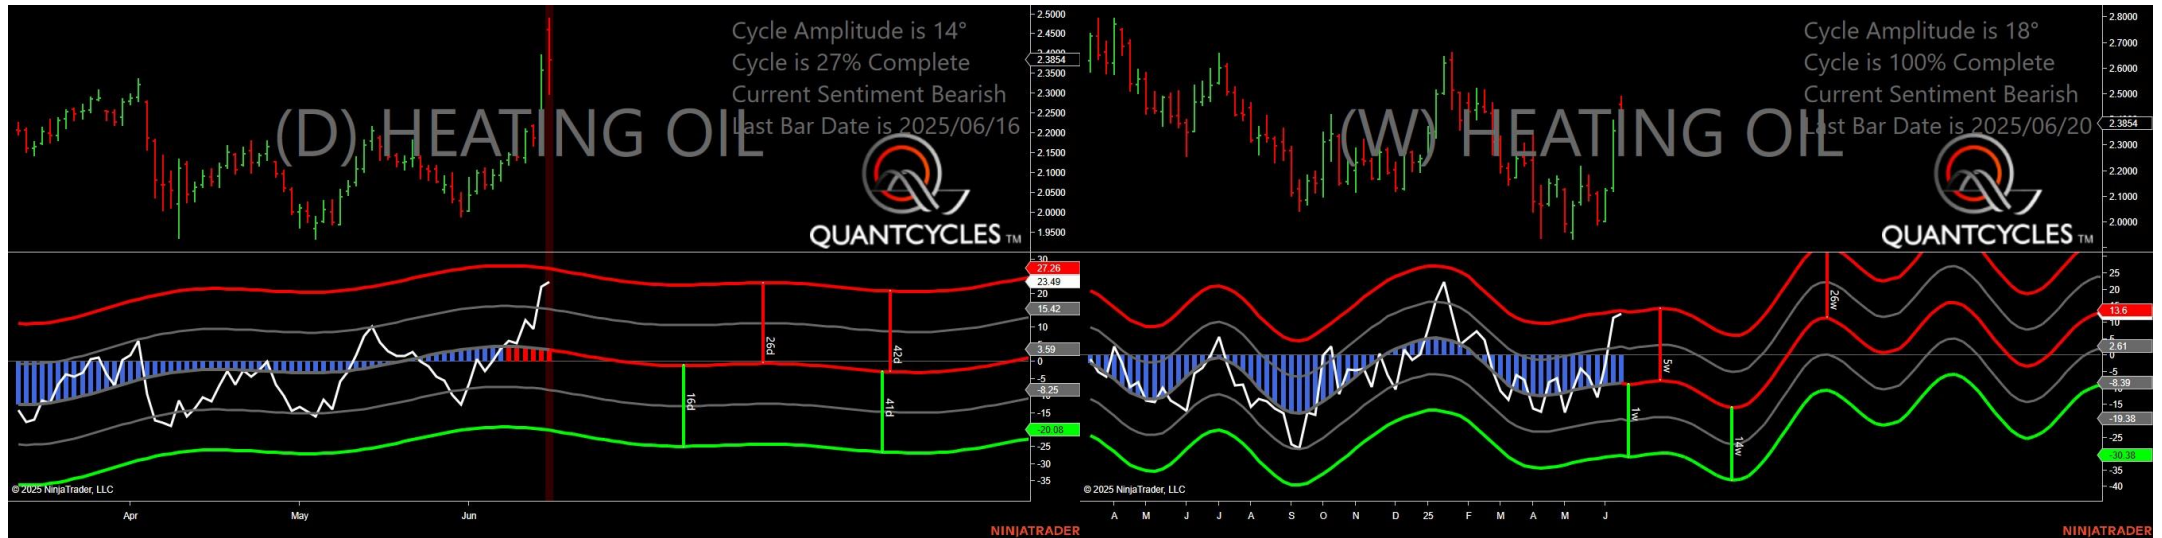 Cycle Amplitude is 14°
Cycle is 27% Complete
Current Sentiment Bearish
Last Bar Date is 2025/06/16
(D) HEATING OIL
QUANTCYCLES TM
2.5000
2.4500
2.4000
2.3854
2.3500
2.3000
2.2500
2.2000
2.1500
2.1000
2.0500
2.0000
1.9500
30
27.26
23.49
20
15.42
10
3.59
0
-5
-8.25
-15
-20.08
-25
-30
-35
26d
42d
16d
41d
© 2025 NinjaTrader, LLC
Apr
May
Jun
NINJATRADER
Cycle Amplitude is 18°
Cycle is 100% Complete
Current Sentiment Bearish
Last Bar Date is 2025/06/20
(W) HEATING OIL
QUANTCYCLES TM
2.8000
2.7000
2.6000
2.5000
2.3854
2.3000
2.2000
2.1000
2.0000
25
20
13.6
10
2.61
0
-5
-8.39
-15
-19.38
-25
-30.38
-35
-40
26w
5w
1w
14w
© 2025 NinjaTrader, LLC
A
M
J
J
A
S
O
N
D
25
F
M
A
M
J
NINJATRADER